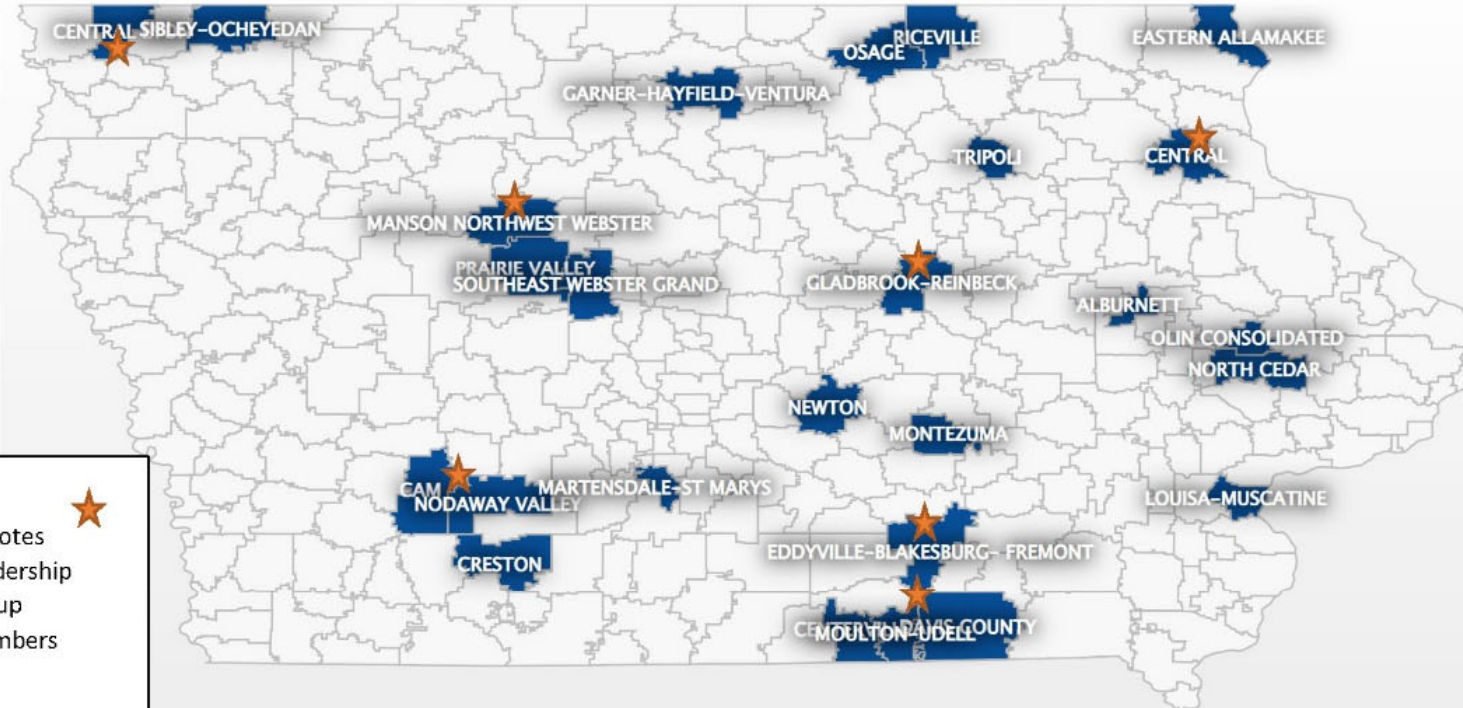 CENTRAL
SIBLEY-OCHEYEDAN
RICEVILLE
OSAGE
EASTERN ALLAMAKEE
GARNER-HAYFIELD-VENTURA
TRIPOLI
CENTRAL
MANSON NORTHWEST WEBSTER
PRAIRIE VALLEY
SOUTHEAST WEBSTER GRAND
GLADBROOK-REINBECK
ALBURNETT
OLIN CONSOLIDATED
NORTH CEDAR
NEWTON
MONTEZUMA
CAM
NODAWAY VALLEY
MARTENSDALE-ST MARYS
LOUISA-MUSCATINE
CRESTON
EDDYVILLE-BLAKESBURG- FREMONT
DAVIS COUNTY
MOULTON-UDELL
otes
dership
up
mbers